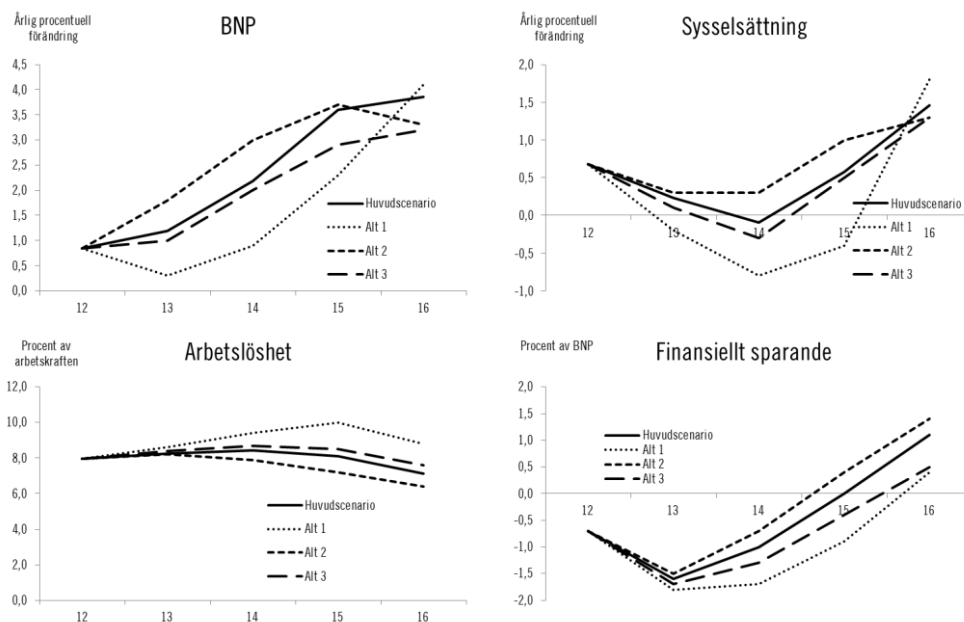 Årlig procentuell
förändring
BNP
4,5
4,0
3,5
3,0
2,5
2,0
1,5
1,0
0,5
0,0
12 13 14 15 16
Huvudscenario
Alt 1
Alt 2
Alt 3
Årlig procentuell
förändring
Sysselsättning
2,0
1,5
1,0
0,5
0,0
-0,5
-1,0
12 13 14 15 16
Huvudscenario
Alt 1
Alt 2
Alt 3
Procent av
arbetskraften
Arbetslöshet
12,0
10,0
8,0
6,0
4,0
2,0
0,0
12 13 14 15 16
Huvudscenario
Alt 1
Alt 2
Alt 3
Procent av BNP
Finansiellt sparande
2,0
1,5
1,0
0,5
0,0
-0,5
-1,0
-1,5
-2,0
12 13 14 15 16
Huvudscenario
Alt 1
Alt 2
Alt 3